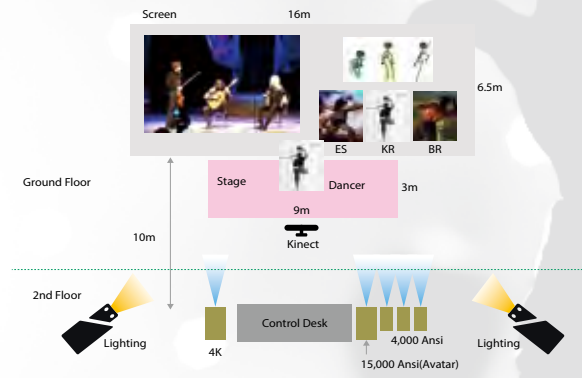 Screen
16m
6.5m
ES
KR
BR
Ground Floor
Stage
Dancer
3m
9m
10m
Kinect
2nd Floor
Lighting
4K
Control Desk
4,000 Ansi
15,000 Ansi(Avatar)
Lighting